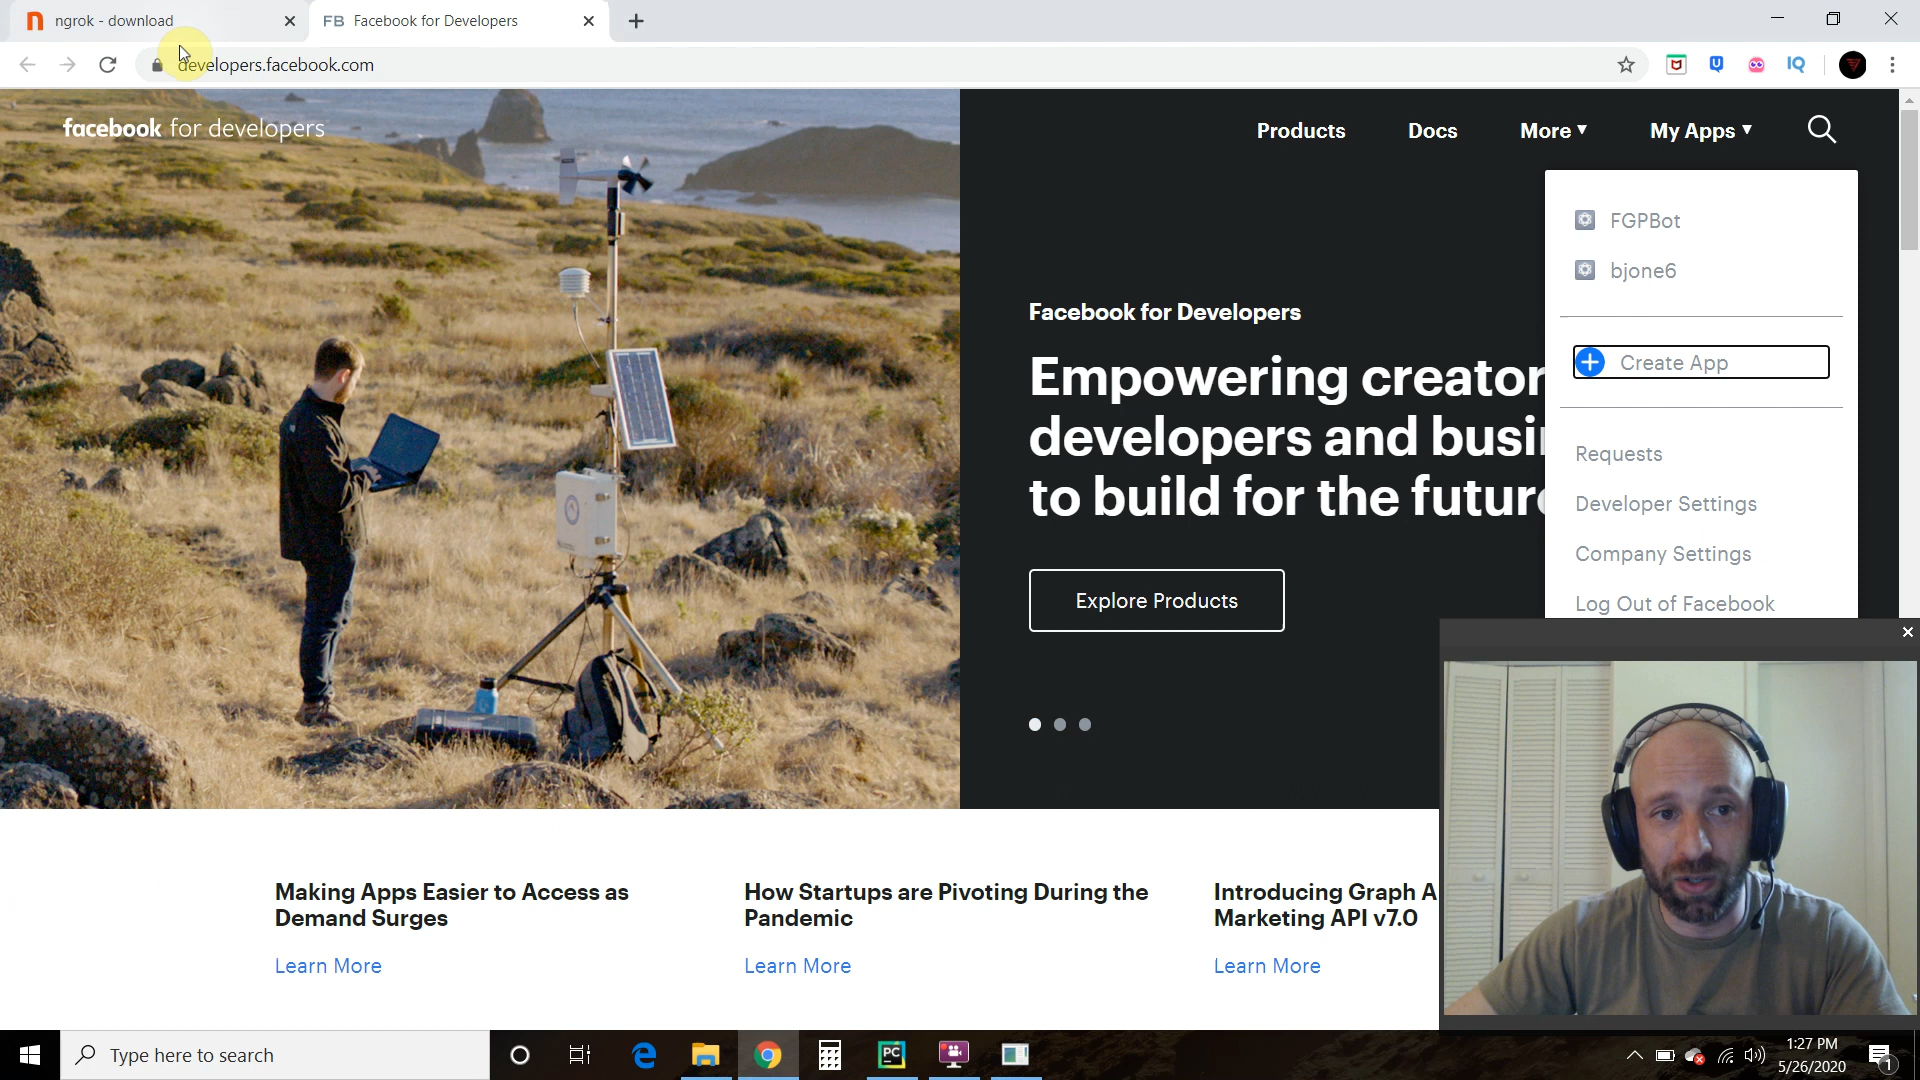 ngrok - download
FB Facebook for Developers
developers.facebook.com
IQ
facebook for developers
Products
Docs
More
My Apps
FGPBot
bjone6
Create App
Requests
Developer Settings
Company Settings
Log Out of Facebook
Facebook for Developers
Empowering creator
developers and busi
to build for the future
Explore Products
Making Apps Easier to Access as
Demand Surges
Learn More
How Startups are Pivoting During the
Pandemic
Learn More
Introducing Graph A
Marketing API v7.0
Learn More
Type here to search
PC
1:27 PM
5/26/2020
1